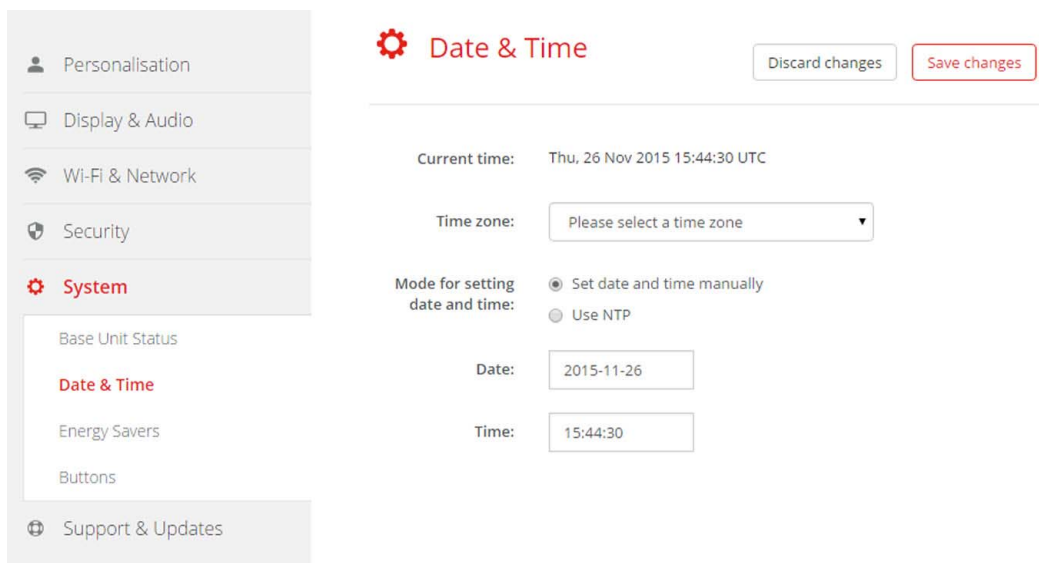 Personalisation
Display & Audio
Wi-Fi & Network
Security
System
Base Unit Status
Date & Time
Energy Savers
Buttons
Support & Updates
Date & Time
Discard changes
Save changes
Current time: Thu, 26 Nov 2015 15:44:30 UTC
Time zone: Please select a time zone
Mode for setting
date and time:
Set date and time manually
Use NTP
Date: 2015-11-26
Time: 15:44:30